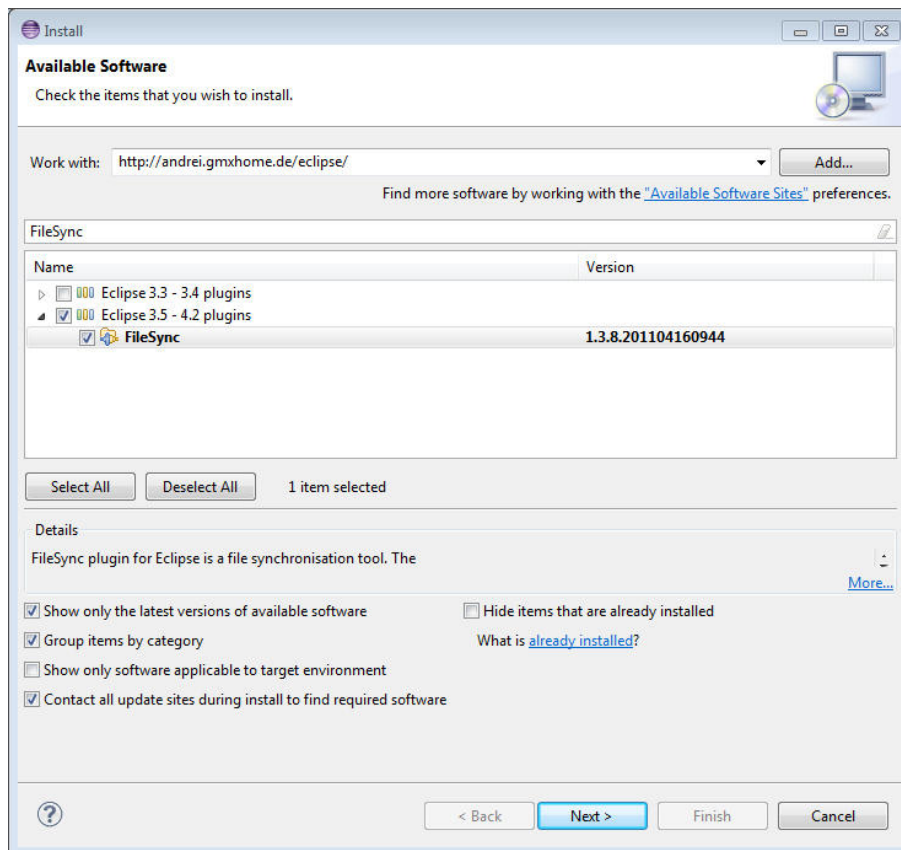 Install
Available Software
Check the items that you wish to install.
Work with: http://andrei.gmxhome.de/eclipse/ Add...
Find more software by working with the "Available Software Sites" preferences.
FileSync
Name Version
Eclipse 3.3 - 3.4 plugins
Eclipse 3.5 - 4.2 plugins
FileSync 1.3.8.201104160944
Select All Deselect All 1 item selected
Details
FileSync plugin for Eclipse is a file synchronisation tool. The
More...
Show only the latest versions of available software Hide items that are already installed
Group items by category What is already installed?
Show only software applicable to target environment
Contact all update sites during install to find required software
? < Back Next > Finish Cancel